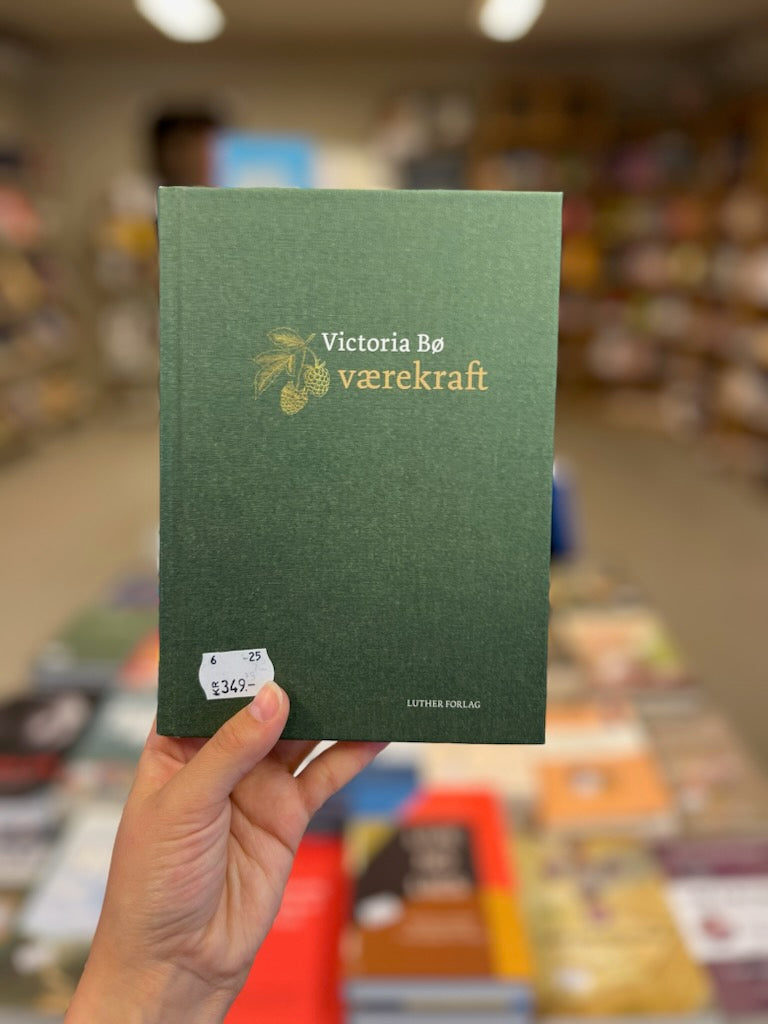 Victoria Bø
værekraft
6 -25
KR 349.-
LUTHER FORLAG